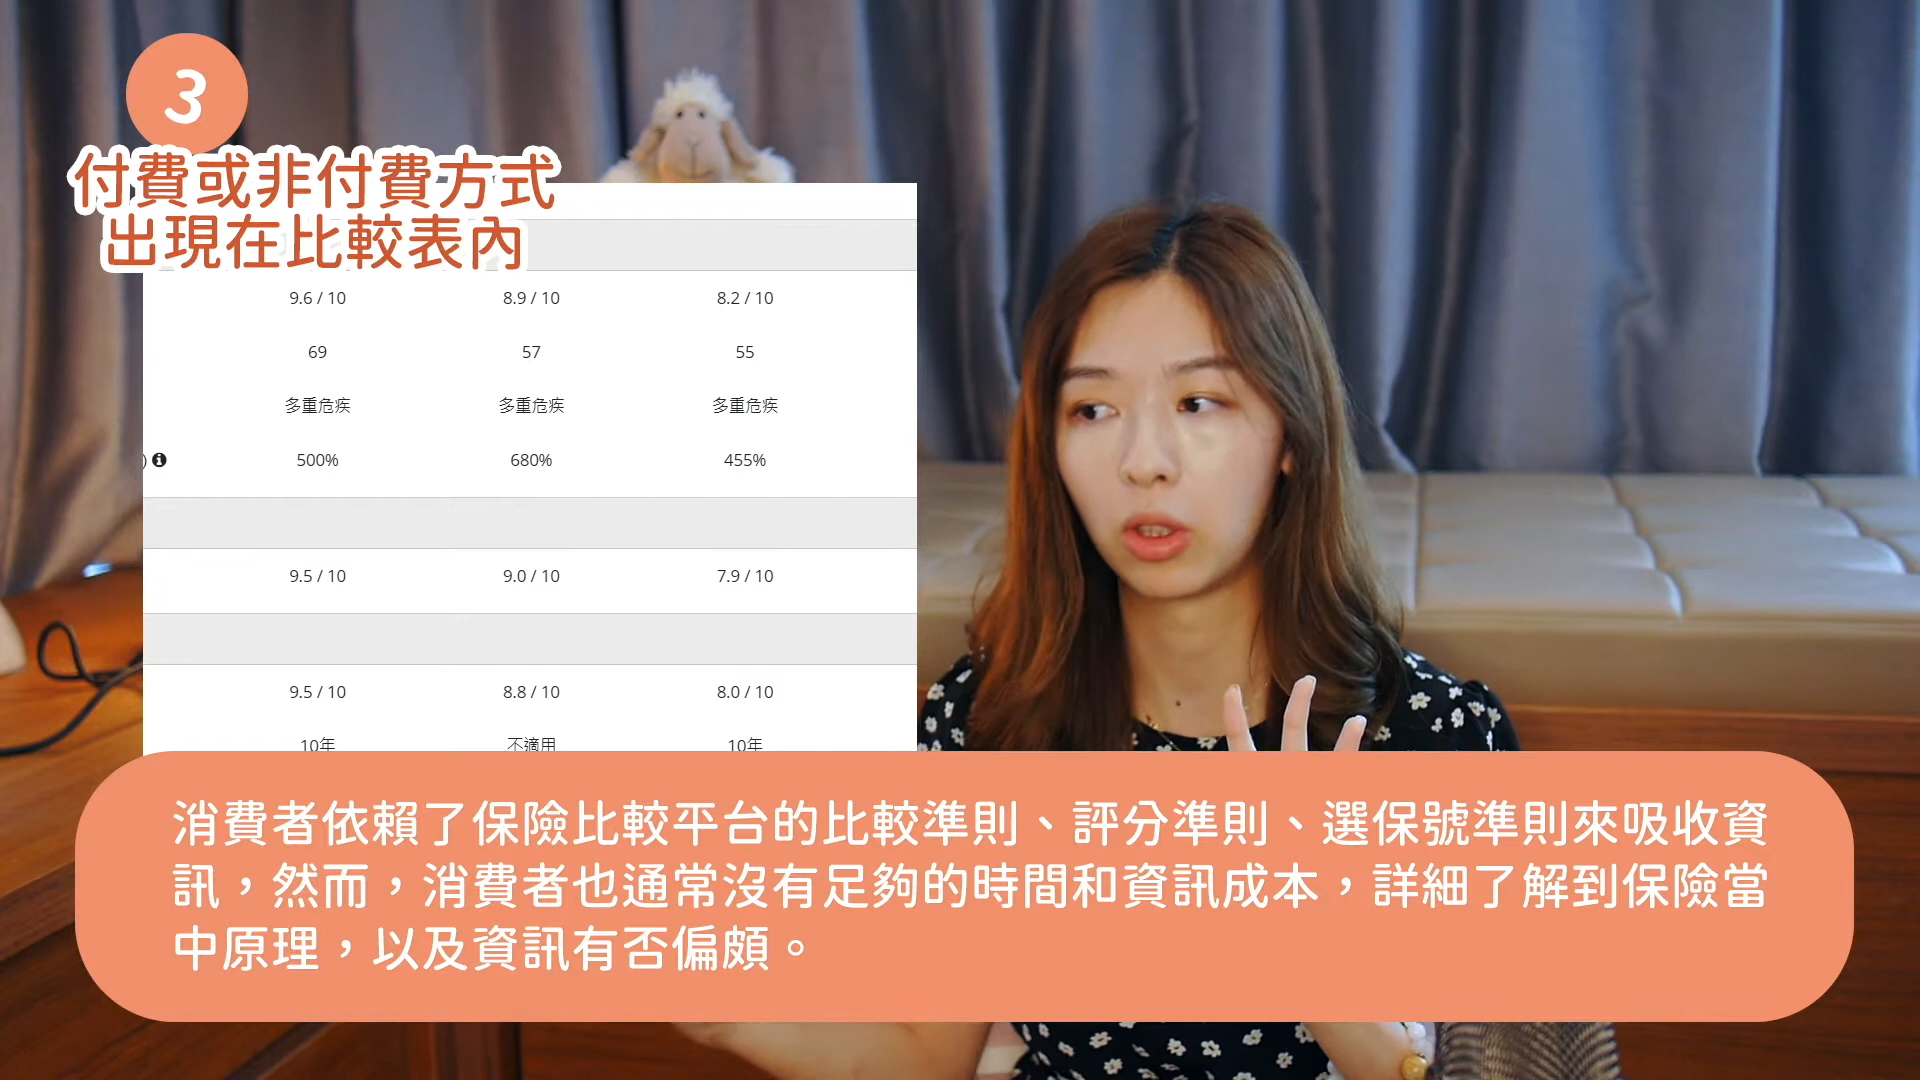 3
付費或非付費方式
出現在比較表內
9.6 / 10 8.9 / 10 8.2 / 10
69 57 55
多重危疾 多重危疾 多重危疾
) 500% 680% 455%
9.5 / 10 9.0 / 10 7.9 / 10
9.5 / 10 8.8 / 10 8.0 / 10
10年 不適用 10年
消費者依賴了保險比較平台的比較準則、評分準則、選保號準則來吸收資
訊，然而，消費者也通常沒有足夠的時間和資訊成本，詳細了解到保險當
中原理，以及資訊有否偏頗。